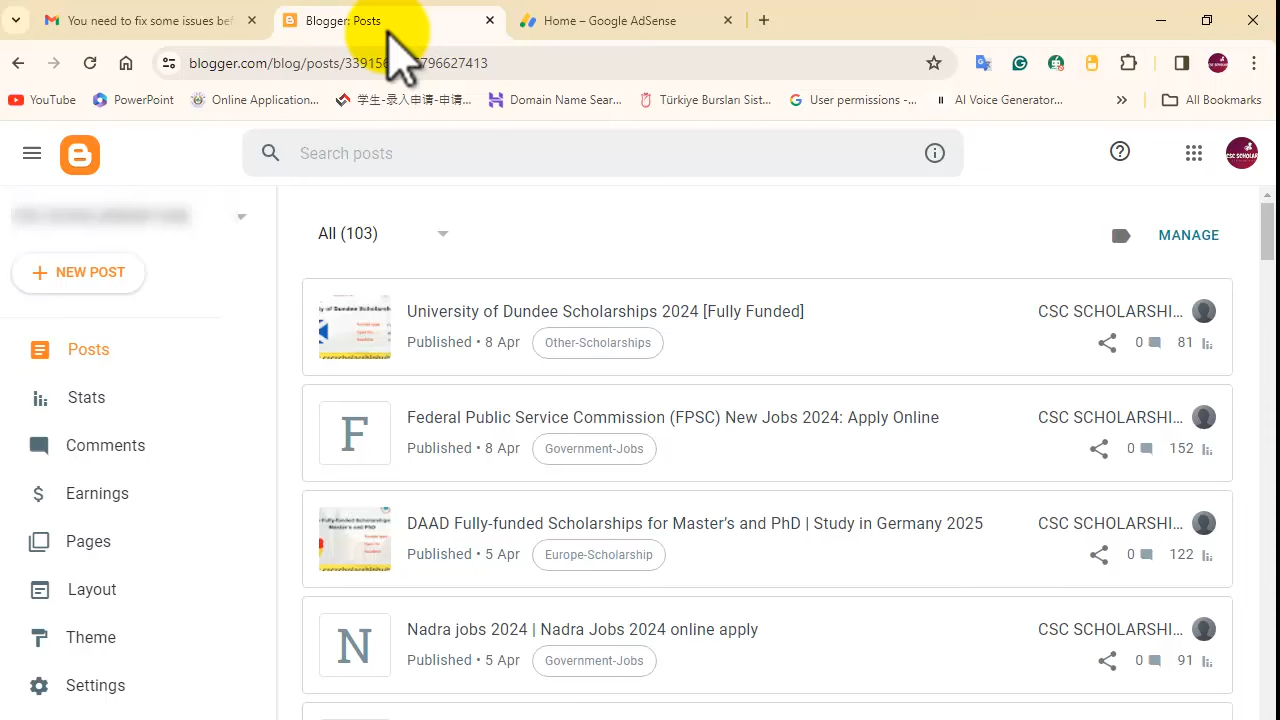 You need to fix some issues bef
Blogger: Posts
Home – Google AdSense
blogger.com/blog/posts/33915
796627413
YouTube
PowerPoint
Online Application...
学生-录入申请-申请...
Domain Name Sear...
Türkiye Bursları Sist...
User permissions -...
AI Voice Generator...
All Bookmarks
Search posts
CSC SCHOLAR
NEW POST
Posts
Stats
Comments
Earnings
Pages
Layout
Theme
Settings
All (103)
MANAGE
University of Dundee Scholarships 2024 [Fully Funded]
CSC SCHOLARSHI...
Published • 8 Apr
Other-Scholarships
0
81
F
Federal Public Service Commission (FPSC) New Jobs 2024: Apply Online
CSC SCHOLARSHI...
Published • 8 Apr
Government-Jobs
0
152
DAAD Fully-funded Scholarships for Master's and PhD | Study in Germany 2025
CSC SCHOLARSHI...
Published • 5 Apr
Europe-Scholarship
0
122
N
Nadra jobs 2024 | Nadra Jobs 2024 online apply
CSC SCHOLARSHI...
Published • 5 Apr
Government-Jobs
0
91